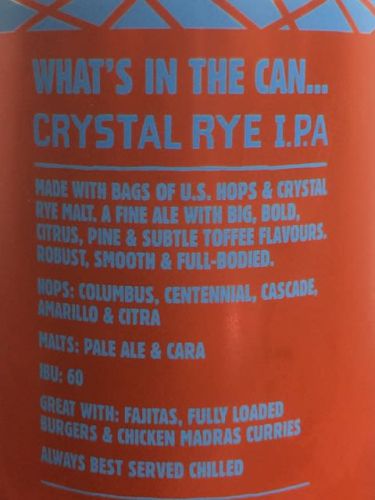 WHAT'S IN THE CAN...
CRYSTAL RYE I.P.A
MADE WITH BAGS OF U.S. HOPS & CRYSTAL
RYE MALT. A FINE ALE WITH BIG, BOLD,
CITRUS, PINE & SUBTLE TOFFEE FLAVOURS.
ROBUST, SMOOTH & FULL-BODIED.
HOPS: COLUMBUS, CENTENNIAL, CASCADE,
AMARILLO & CITRA
MALTS: PALE ALE & CARA
IBU: 60
GREAT WITH: FAJITAS, FULLY LOADED
BURGERS & CHICKEN MADRAS CURRIES
ALWAYS BEST SERVED CHILLED